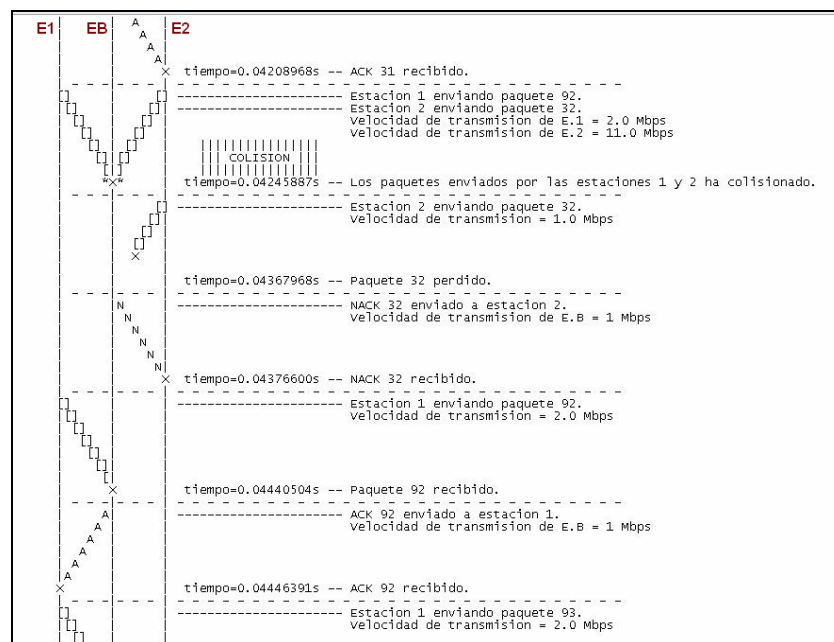 E1 EB E2
A
A
A
A
tiempo=0.04208968s -- ACK 31 recibido.
Estacion 1 enviando paquete 92.
Estacion 2 enviando paquete 32.
Velocidad de transmision de E.1 = 2.0 Mbps
Velocidad de transmision de E.2 = 11.0 Mbps
COLISION
tiempo=0.04245887s -- Los paquetes enviados por las estaciones 1 y 2 ha colisionado.
Estacion 2 enviando paquete 32.
Velocidad de transmision = 1.0 Mbps
tiempo=0.04367968s -- Paquete 32 perdido.
N NACK 32 enviado a estacion 2.
N Velocidad de transmision de E.B = 1 Mbps
N
N
N
N
tiempo=0.04376600s -- NACK 32 recibido.
Estacion 1 enviando paquete 92.
Velocidad de transmision = 2.0 Mbps
tiempo=0.04440504s -- Paquete 92 recibido.
A ACK 92 enviado a estacion 1.
A Velocidad de transmision de E.B = 1 Mbps
A
A
A
A
tiempo=0.04446391s -- ACK 92 recibido.
Estacion 1 enviando paquete 93.
Velocidad de transmision = 2.0 Mbps